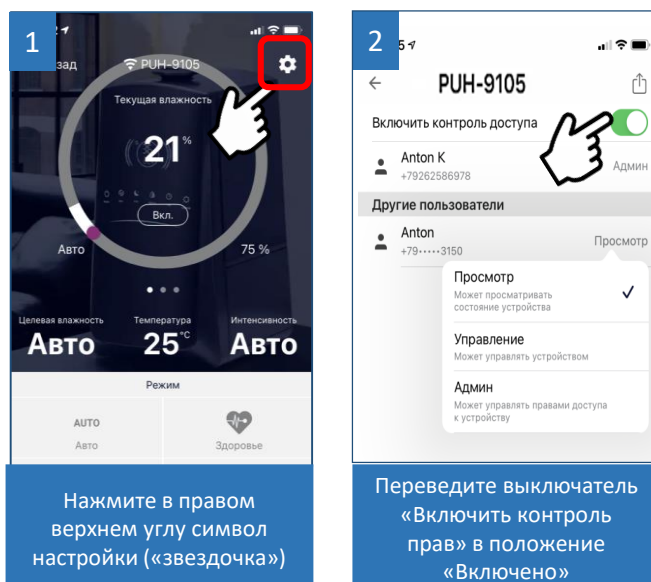 1
зад
PUH-9105
Текущая влажность
21%
Вкл.
Авто
75 %
Целевая влажность
Температура
Интенсивность
Авто
25°C
Авто
Режим
AUTO
Авто
Здоровье
Нажмите в правом
верхнем углу символ
настройки («звездочка»)
2
PUH-9105
Включить контроль доступа
Anton K
+79262586978
Админ
Другие пользователи
Anton
+79·····3150
Просмотр
Просмотр
Может просматривать
состояние устройства
Управление
Может управлять устройством
Админ
Может управлять правами доступа
к устройству
Переведите выключатель
«Включить контроль
прав» в положение
«Включено»